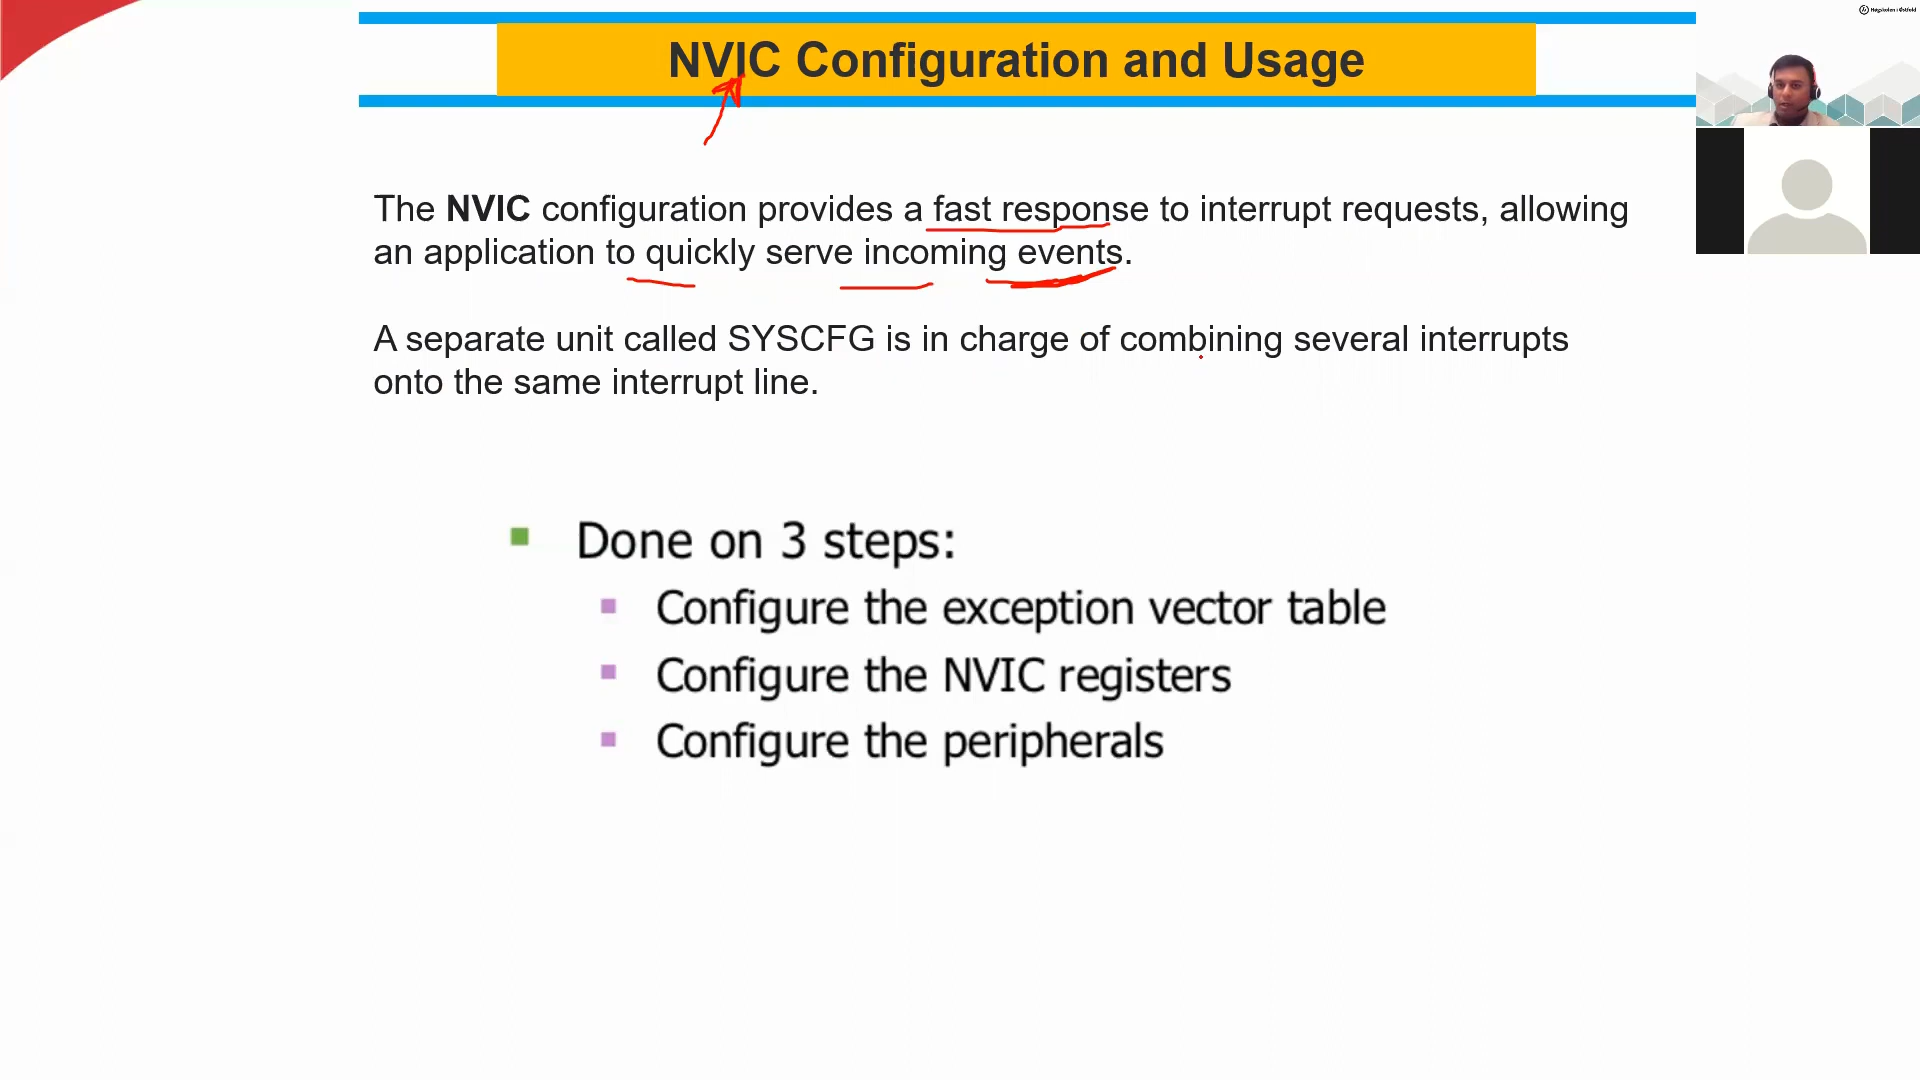 NVIC Configuration and Usage
Høgskolen i Østfold
The NVIC configuration provides a fast response to interrupt requests, allowing
an application to quickly serve incoming events.
A separate unit called SYSCFG is in charge of combining several interrupts
onto the same interrupt line.
Done on 3 steps:
Configure the exception vector table
Configure the NVIC registers
Configure the peripherals